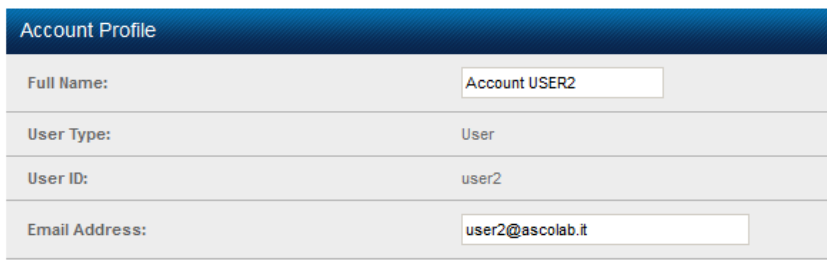 Account Profile
Full Name: Account USER2
User Type: User
User ID: user2
Email Address: user2@ascolab.it